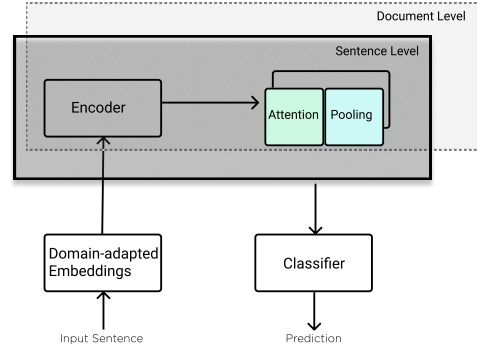 Document Level
Sentence Level
Encoder
Attention Pooling
Domain-adapted
Embeddings
Classifier
Input Sentence
Prediction